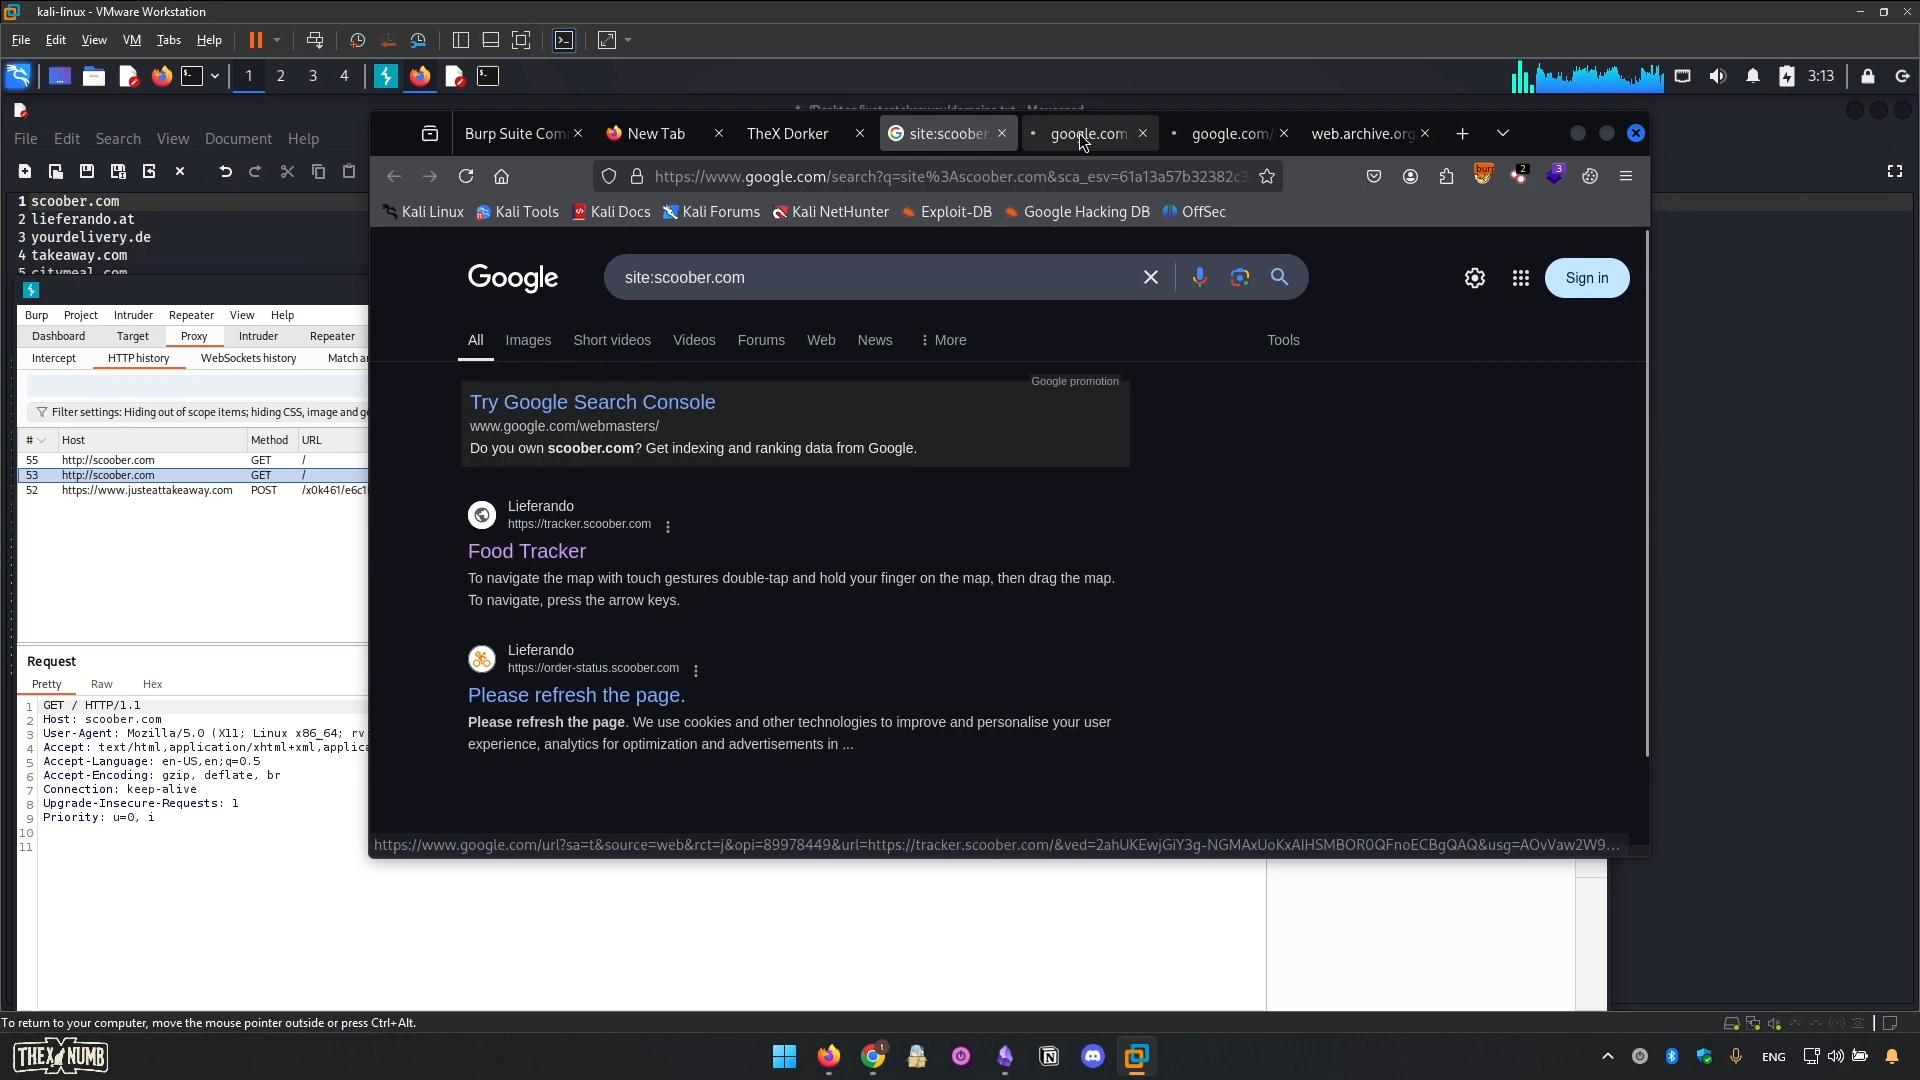 kali-linux - VMware Workstation
File Edit View VM Tabs Help
1 2 3 4
3:13
File Edit Search View Document Help
1 scoober.com
2 lieferando.at
3 yourdelivery.de
4 takeaway.com
5 citymeal.com
Burp Project Intruder Repeater View Help
Dashboard Target Proxy Intruder Repeater
Intercept HTTP history WebSockets history Match an
Filter settings: Hiding out of scope items; hiding CSS, image and ge
# Host Method URL
55 http://scoober.com GET /
53 http://scoober.com GET /
52 https://www.justeattakeaway.com POST /x0k461/e6c1
Request
Pretty Raw Hex
1 GET / HTTP/1.1
2 Host: scoober.com
3 User-Agent: Mozilla/5.0 (X11; Linux x86_64; rv:
4 Accept: text/html,application/xhtml+xml,applica
5 Accept-Language: en-US,en;q=0.5
6 Accept-Encoding: gzip, deflate, br
7 Connection: keep-alive
8 Upgrade-Insecure-Requests: 1
9 Priority: u=0, i
10
11
Burp Suite Com New Tab TheX Dorker site:scoober. google.com google.com/ web.archive.org
https://www.google.com/search?q=site%3Ascoober.com&sca_esv=61a13a57b32382c3
burp 2 3
Kali Linux Kali Tools Kali Docs Kali Forums Kali NetHunter Exploit-DB Google Hacking DB OffSec
Google site:scoober.com Sign in
All Images Short videos Videos Forums Web News More Tools
Google promotion
Try Google Search Console
www.google.com/webmasters/
Do you own scoober.com? Get indexing and ranking data from Google.
Lieferando
https://tracker.scoober.com
Food Tracker
To navigate the map with touch gestures double-tap and hold your finger on the map, then drag the map.
To navigate, press the arrow keys.
Lieferando
https://order-status.scoober.com
Please refresh the page.
Please refresh the page. We use cookies and other technologies to improve and personalise your user
experience, analytics for optimization and advertisements in ...
https://www.google.com/url?sa=t&source=web&rct=j&opi=89978449&url=https://tracker.scoober.com/&ved=2ahUKEwjGiY3g-NGMAxUoKxAIHSMBOR0QFnoECBgQAQ&usg=AOvVaw2W9...
To return to your computer, move the mouse pointer outside or press Ctrl+Alt.
THEXNUMB
ENG